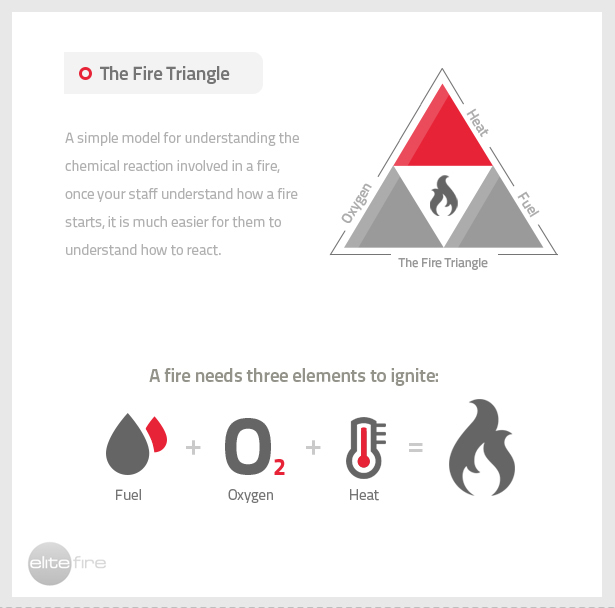 The Fire Triangle
A simple model for understanding the
chemical reaction involved in a fire,
once your staff understand how a fire
starts, it is much easier for them to
understand how to react.
Heat
Oxygen
Fuel
The Fire Triangle
A fire needs three elements to ignite:
+ O2 + =
Fuel Oxygen Heat
elitefire